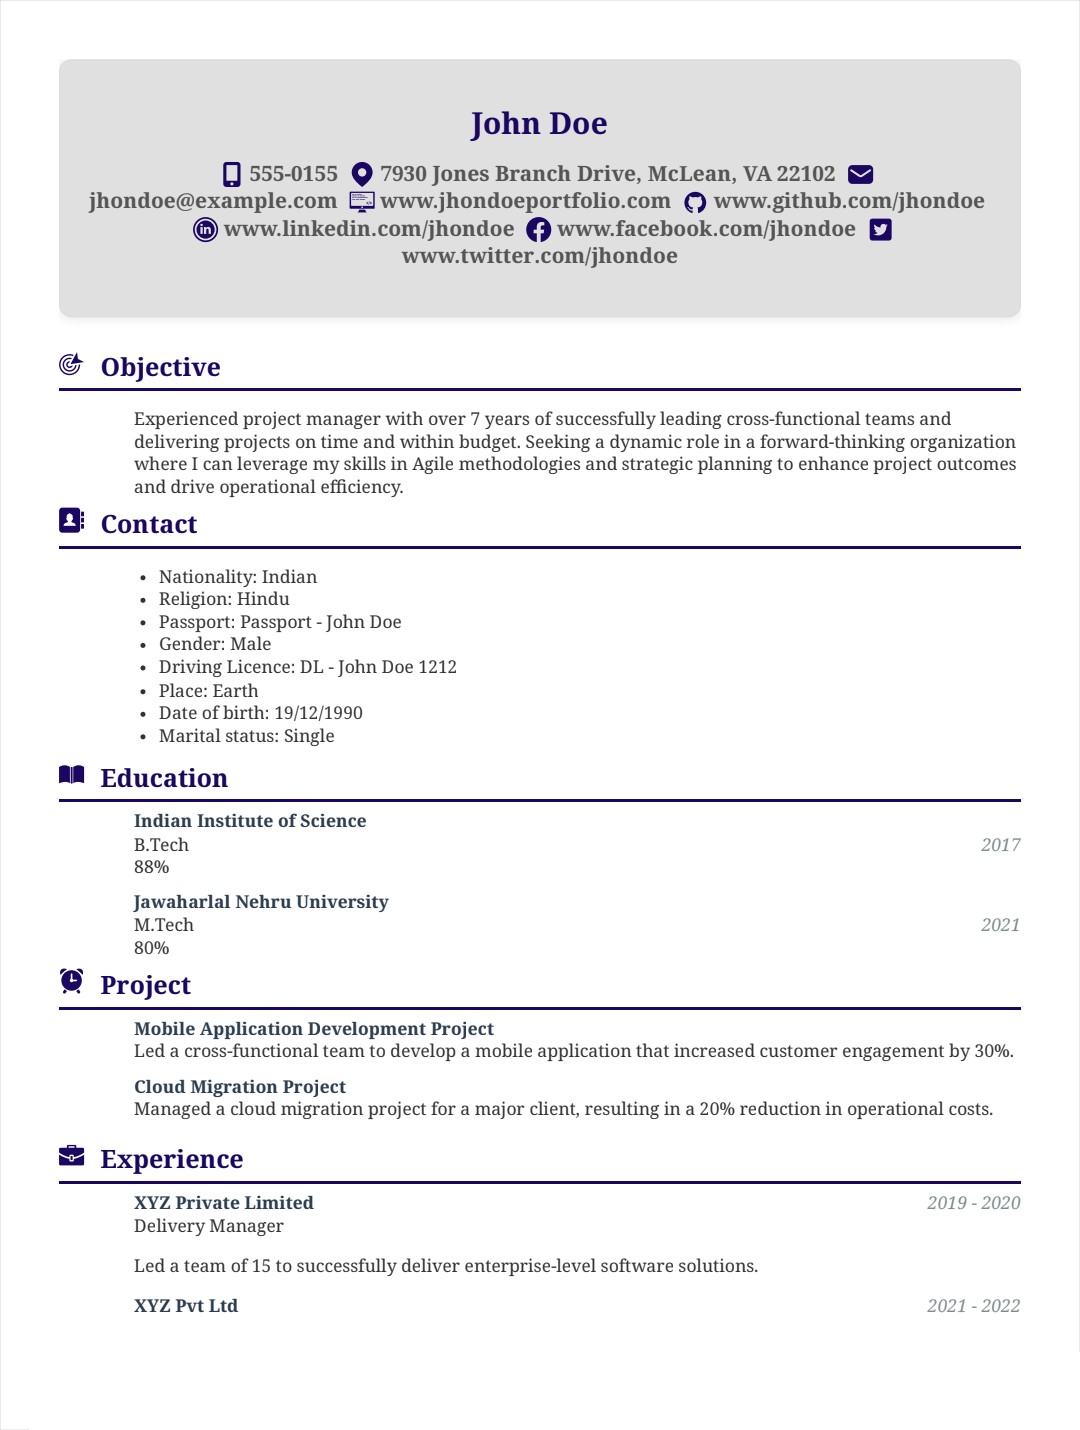 John Doe
555-0155 7930 Jones Branch Drive, McLean, VA 22102
jhondoe@example.com www.jhondoeportfolio.com www.github.com/jhondoe
www.linkedin.com/jhondoe www.facebook.com/jhondoe
www.twitter.com/jhondoe
Objective
Experienced project manager with over 7 years of successfully leading cross-functional teams and
delivering projects on time and within budget. Seeking a dynamic role in a forward-thinking organization
where I can leverage my skills in Agile methodologies and strategic planning to enhance project outcomes
and drive operational efficiency.
Contact
• Nationality: Indian
• Religion: Hindu
• Passport: Passport - John Doe
• Gender: Male
• Driving Licence: DL - John Doe 1212
• Place: Earth
• Date of birth: 19/12/1990
• Marital status: Single
Education
Indian Institute of Science
B.Tech 2017
88%
Jawaharlal Nehru University
M.Tech 2021
80%
Project
Mobile Application Development Project
Led a cross-functional team to develop a mobile application that increased customer engagement by 30%.
Cloud Migration Project
Managed a cloud migration project for a major client, resulting in a 20% reduction in operational costs.
Experience
XYZ Private Limited 2019 - 2020
Delivery Manager
Led a team of 15 to successfully deliver enterprise-level software solutions.
XYZ Pvt Ltd 2021 - 2022